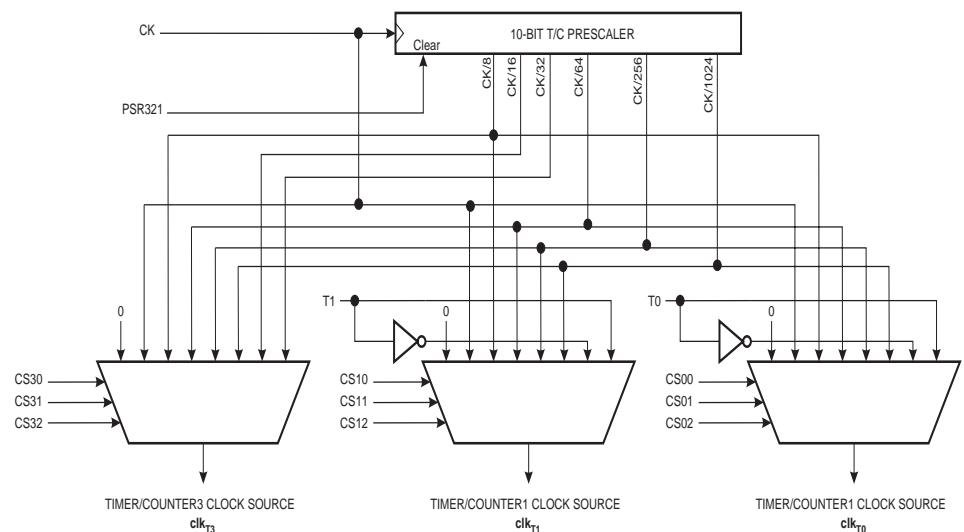 CK
10-BIT T/C PRESCALER
Clear
CK/8
CK/16
CK/32
CK/64
CK/256
CK/1024
PSR321
T1
T0
0
0
0
CS30
CS31
CS32
CS10
CS11
CS12
CS00
CS01
CS02
TIMER/COUNTER3 CLOCK SOURCE
clkT3
TIMER/COUNTER1 CLOCK SOURCE
clkT1
TIMER/COUNTER1 CLOCK SOURCE
clkT0